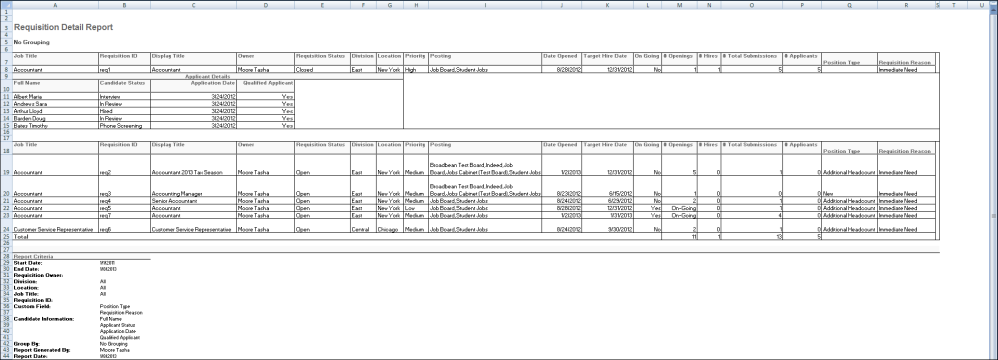 A B C D E F G H I J K L M N O P Q R S T U
Requisition Detail Report
No Grouping
Job Title Requisition ID Display Title Owner Requisition Status Division Location Priority Posting Date Opened Target Hire Date On Going # Openings # Hires # Total Submissions # Applicants Position Type Requisition Reason
Accountant req1 Accountant Moore Tasha Closed East New York High Job Board,Student Jobs 8/28/2012 12/31/2012 No 1 1 5 5 Immediate Need
Applicant Details
Full Name Candidate Status Application Date Qualified Applicant
Albert Maria Interview 3/24/2012 Yes
Andrews Sara In Review 3/24/2012 Yes
Arthur Lloyd Hired 3/24/2012 Yes
Barden Doug In Review 3/24/2012 Yes
Bares Timothy Phone Screening 3/24/2012 Yes
Job Title Requisition ID Display Title Owner Requisition Status Division Location Priority Posting Date Opened Target Hire Date On Going # Openings # Hires # Total Submissions # Applicants Position Type Requisition Reason
Broadbean Test Board,Indeed,Job
Accountant req2 Accountant 2013 Tax Season Moore Tasha Open East New York Medium Board,Jobs Cabinet (Test Board),Student Jobs 1/2/2013 12/31/2012 No 5 0 1 0 Additional Headcount Immediate Need
Broadbean Test Board,Indeed,Job
Accountant req3 Accounting Manager Moore Tasha Open East New York Medium Board,Jobs Cabinet (Test Board),Student Jobs 8/23/2012 6/15/2012 No 1 0 0 0 New Immediate Need
Accountant req4 Senior Accountant Moore Tasha Open East New York Medium Job Board,Student Jobs 8/24/2012 6/29/2012 No 2 0 1 0 Additional Headcount Immediate Need
Accountant req5 Accountant Moore Tasha Open East New York Low Job Board,Student Jobs 8/28/2012 12/31/2012 Yes On-Going 0 1 0 Additional Headcount Immediate Need
Accountant req7 Accountant Moore Tasha Open East New York Medium Job Board,Student Jobs 1/2/2013 1/31/2013 Yes On-Going 0 4 0 Additional Headcount Immediate Need
Customer Service Representative req6 Customer Service Representative Moore Tasha Open Central Chicago Medium Job Board,Student Jobs 8/24/2012 9/30/2012 No 2 0 1 0 Additional Headcount Immediate Need
Total 11 1 13 5
Report Criteria
Start Date:
End Date:
Requisition Owner:
Division: All
Location: All
Job Title: All
Requisition ID:
Custom Field: Position Type
Requisition Reason
Candidate Information: Full Name
Applicant Status
Application Date
Qualified Applicant
Group By: No Grouping
Report Generated By: Moore Tasha
Report Date: